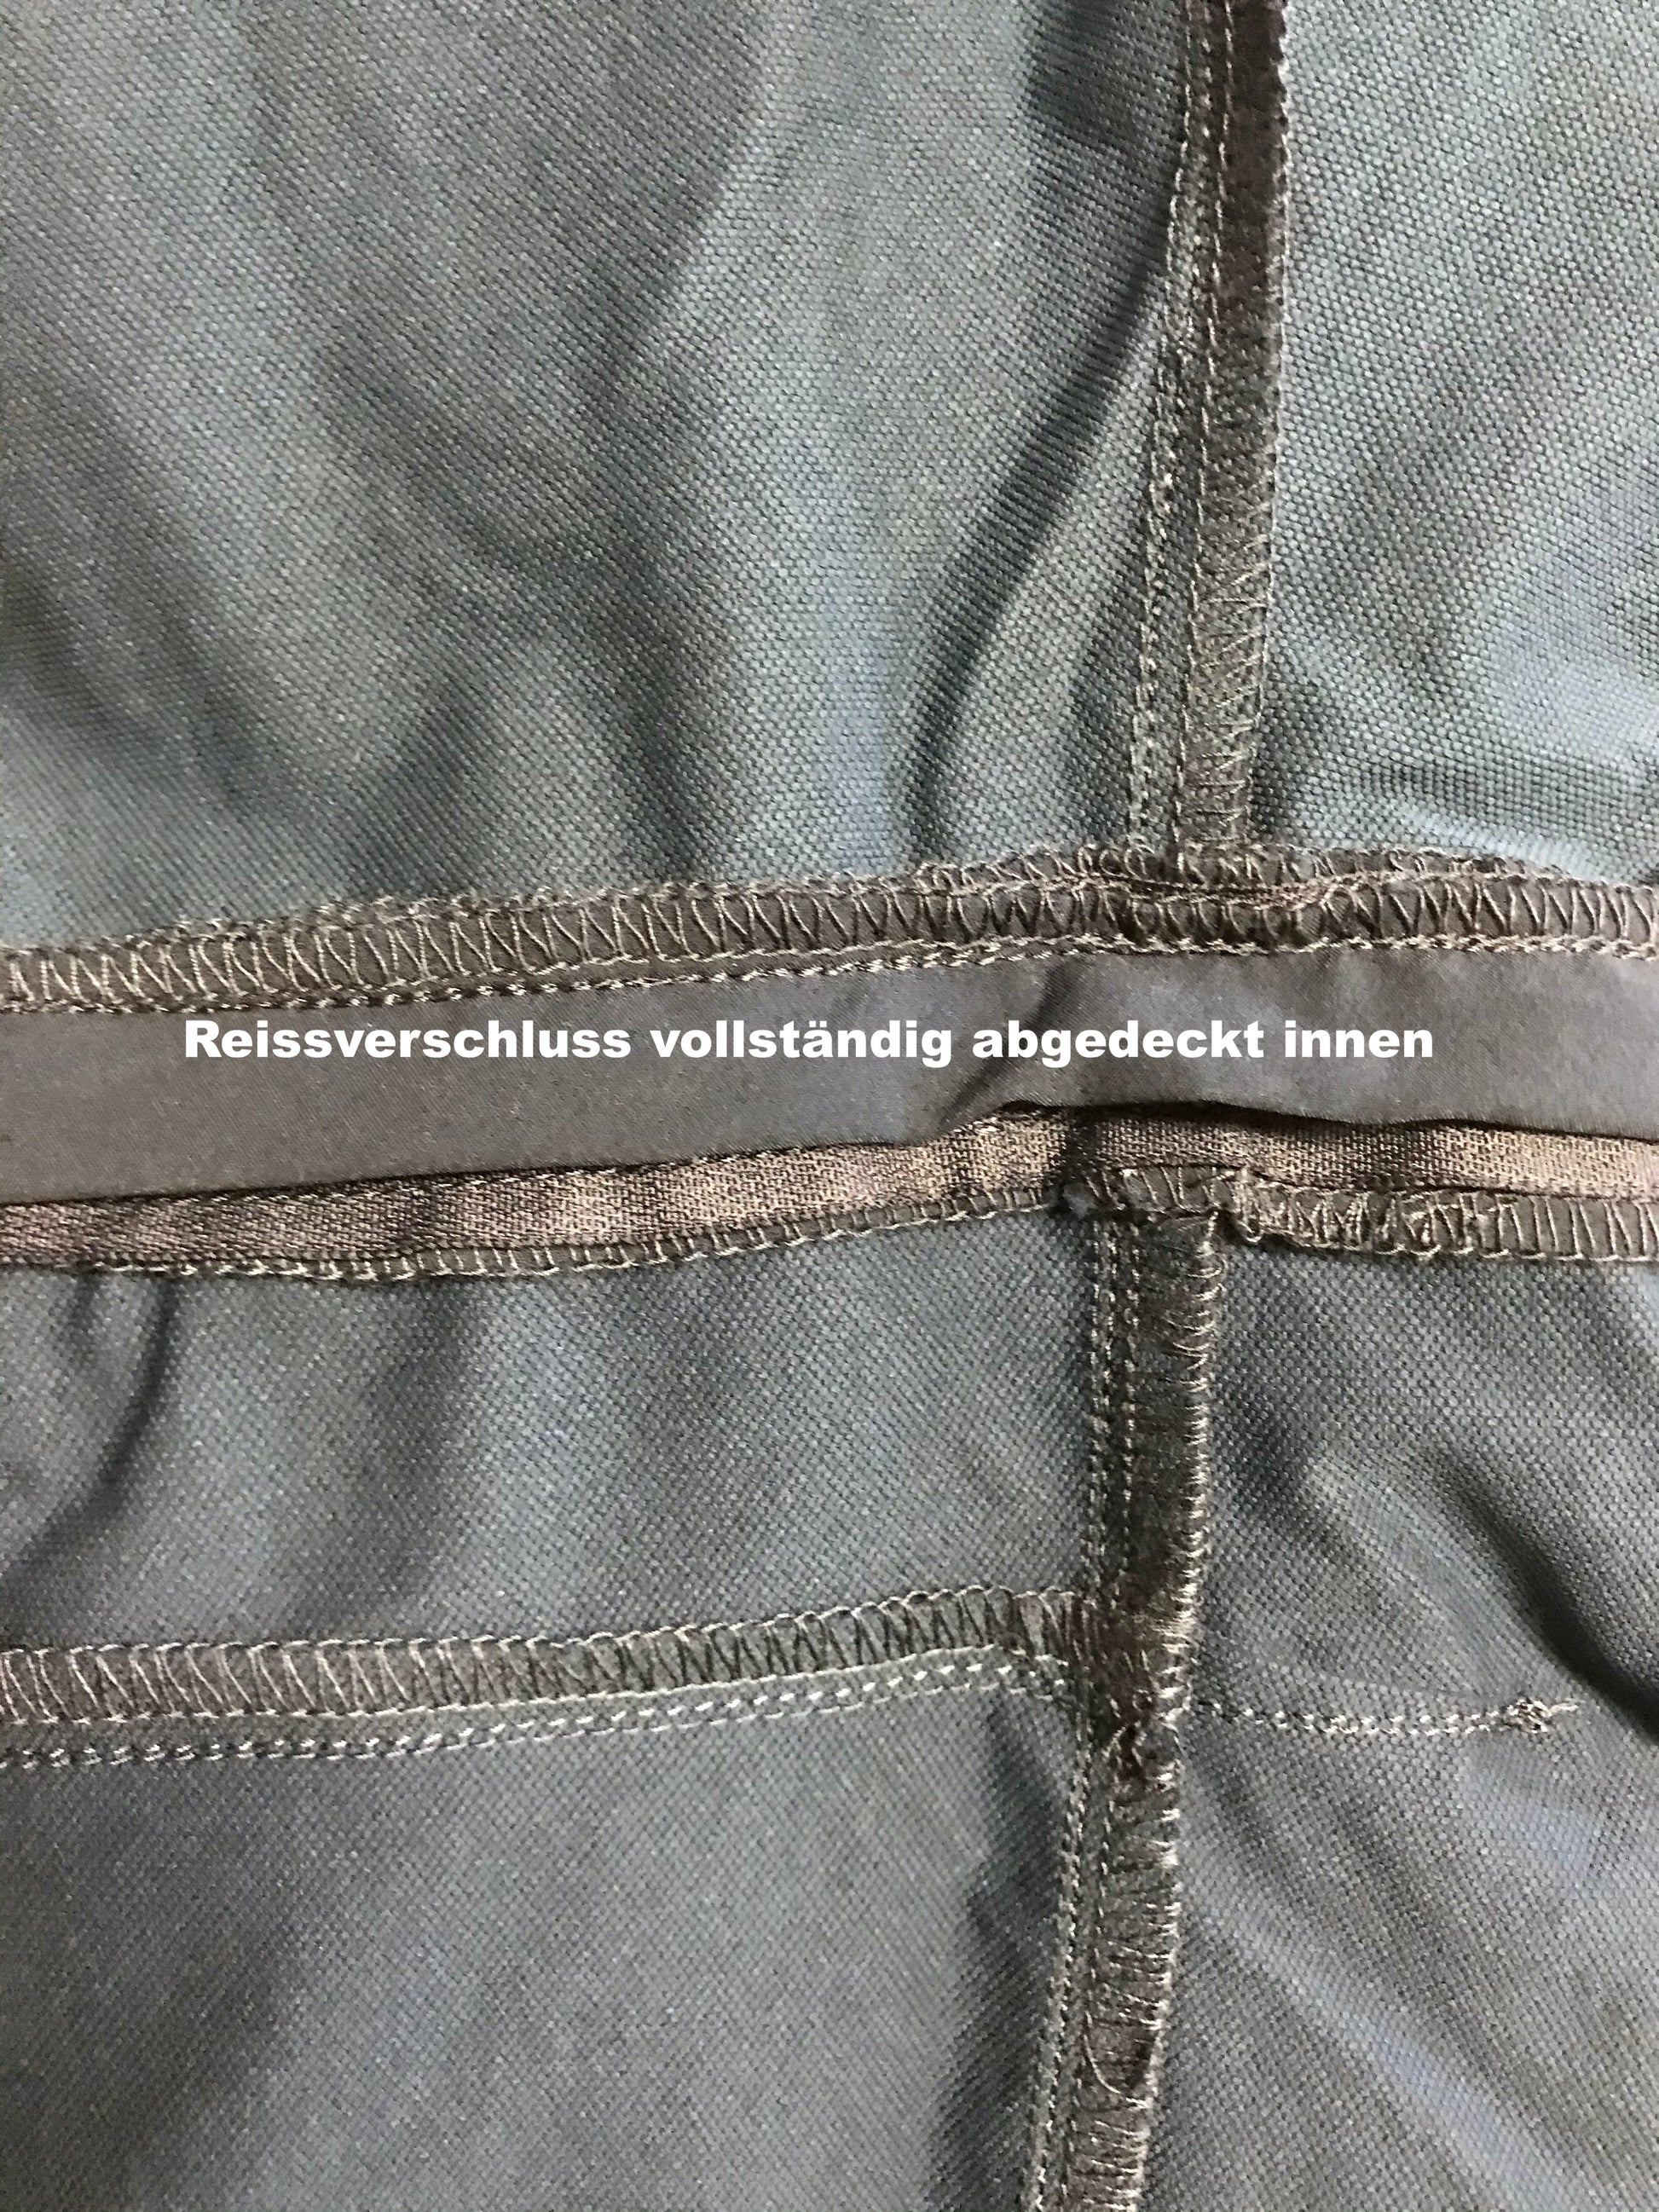 Reissverschluss vollständig abgedeckt innen